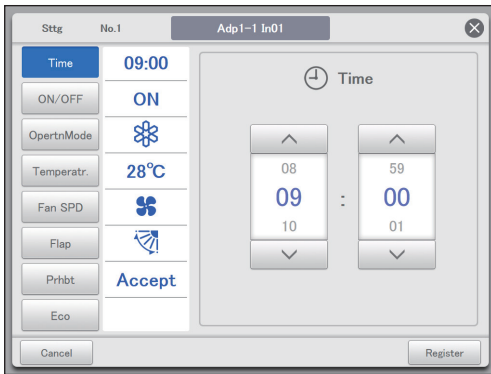 Sttg No.1 Adp1-1 In01
Time 09:00
Time
ON/OFF ON
OpertnMode
Temperatr. 28℃
Fan SPD
Flap
Prhbt Accept
Eco
08 59
09 : 00
10 01
Cancel Register